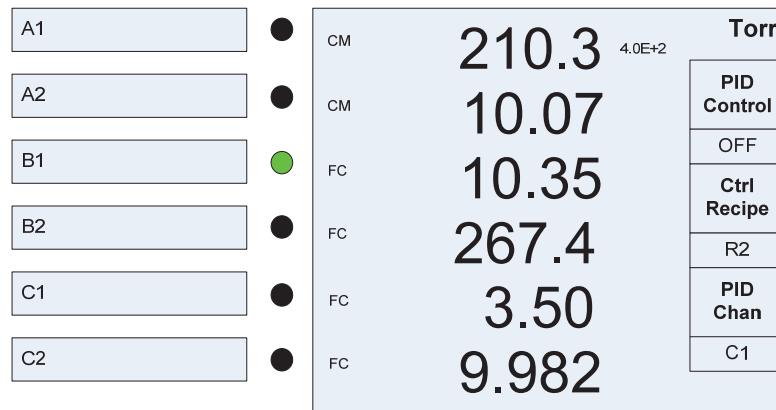 A1
CM 210.3 4.0E+2 Torr
A2
CM 10.07
PID
Control
B1
FC 10.35
OFF
Ctrl
Recipe
B2
FC 267.4
R2
C1
FC 3.50
PID
Chan
C2
FC 9.982
C1